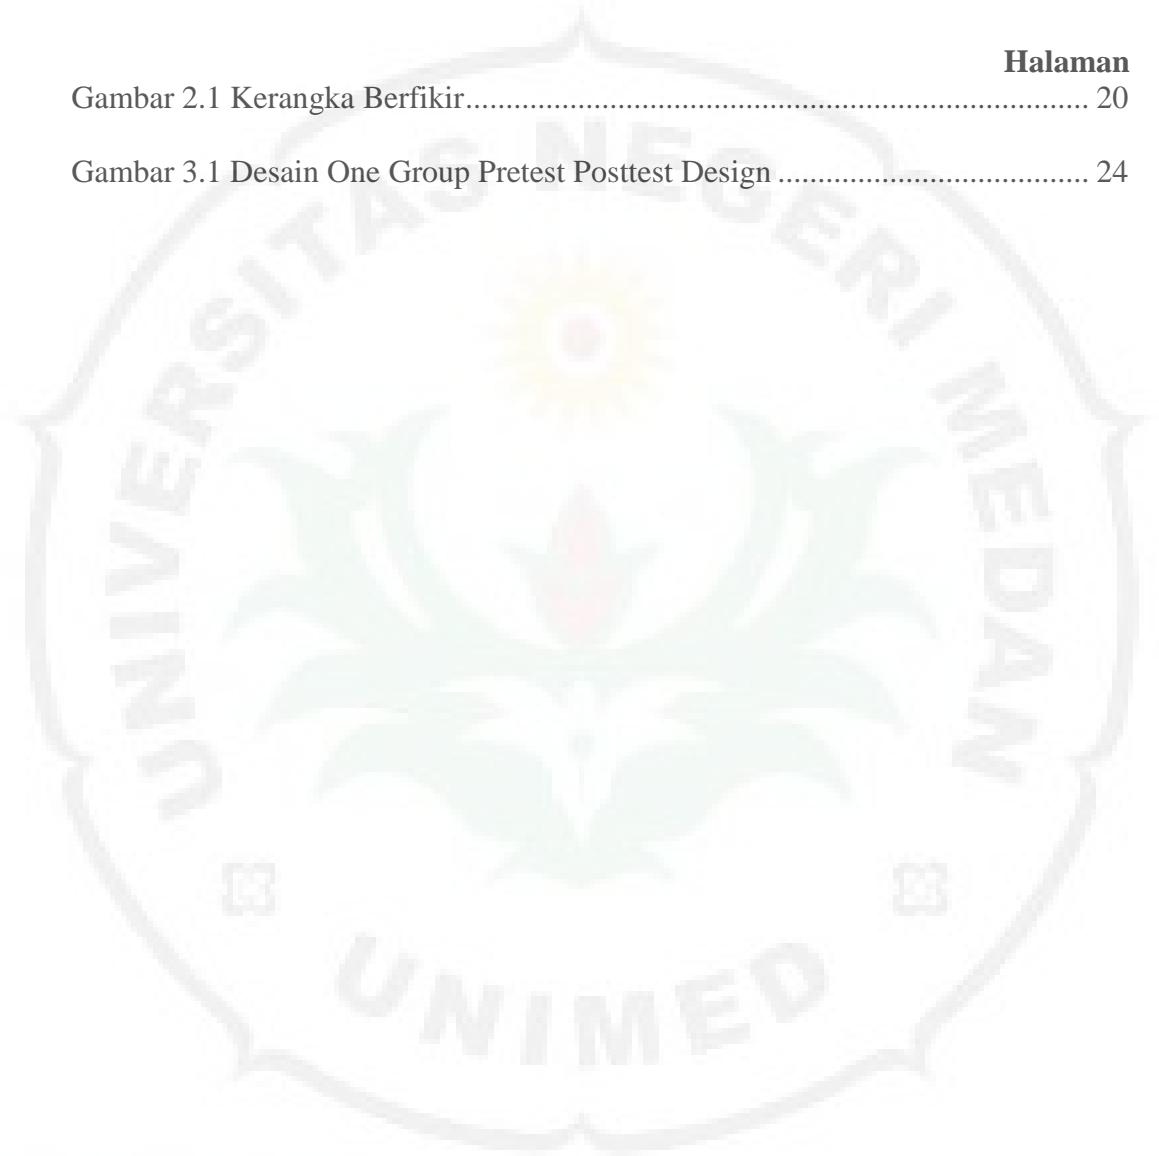 Halaman
Gambar 2.1 Kerangka Berfikir........................................................................... 20
Gambar 3.1 Desain One Group Pretest Posttest Design ..................................... 24
UNIVERSITAS NEGERI MEDAN
UNIMED